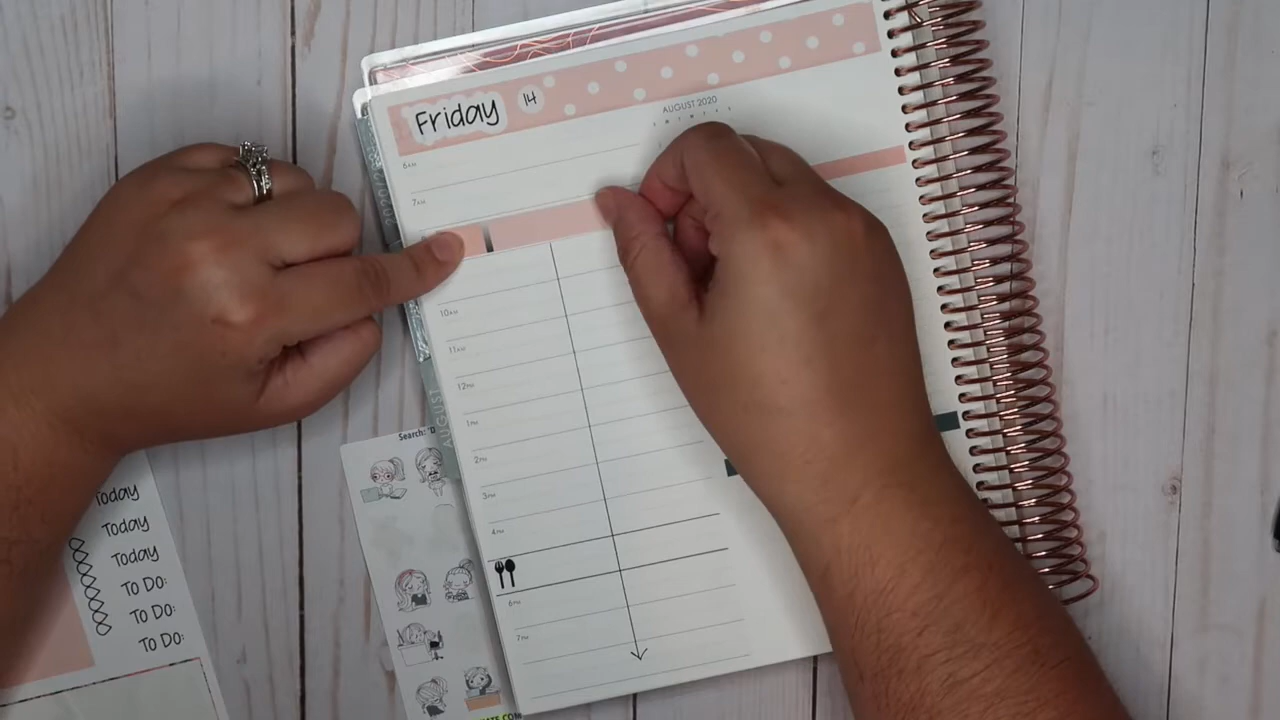 Friday 14
AUGUST 2020
6AM
7AM
10AM
11AM
12PM
1PM
2PM
3PM
4PM
6PM
7PM
AUGUST
Search: "D
Today
Today
Today
TO DO:
TO DO:
TO DO: